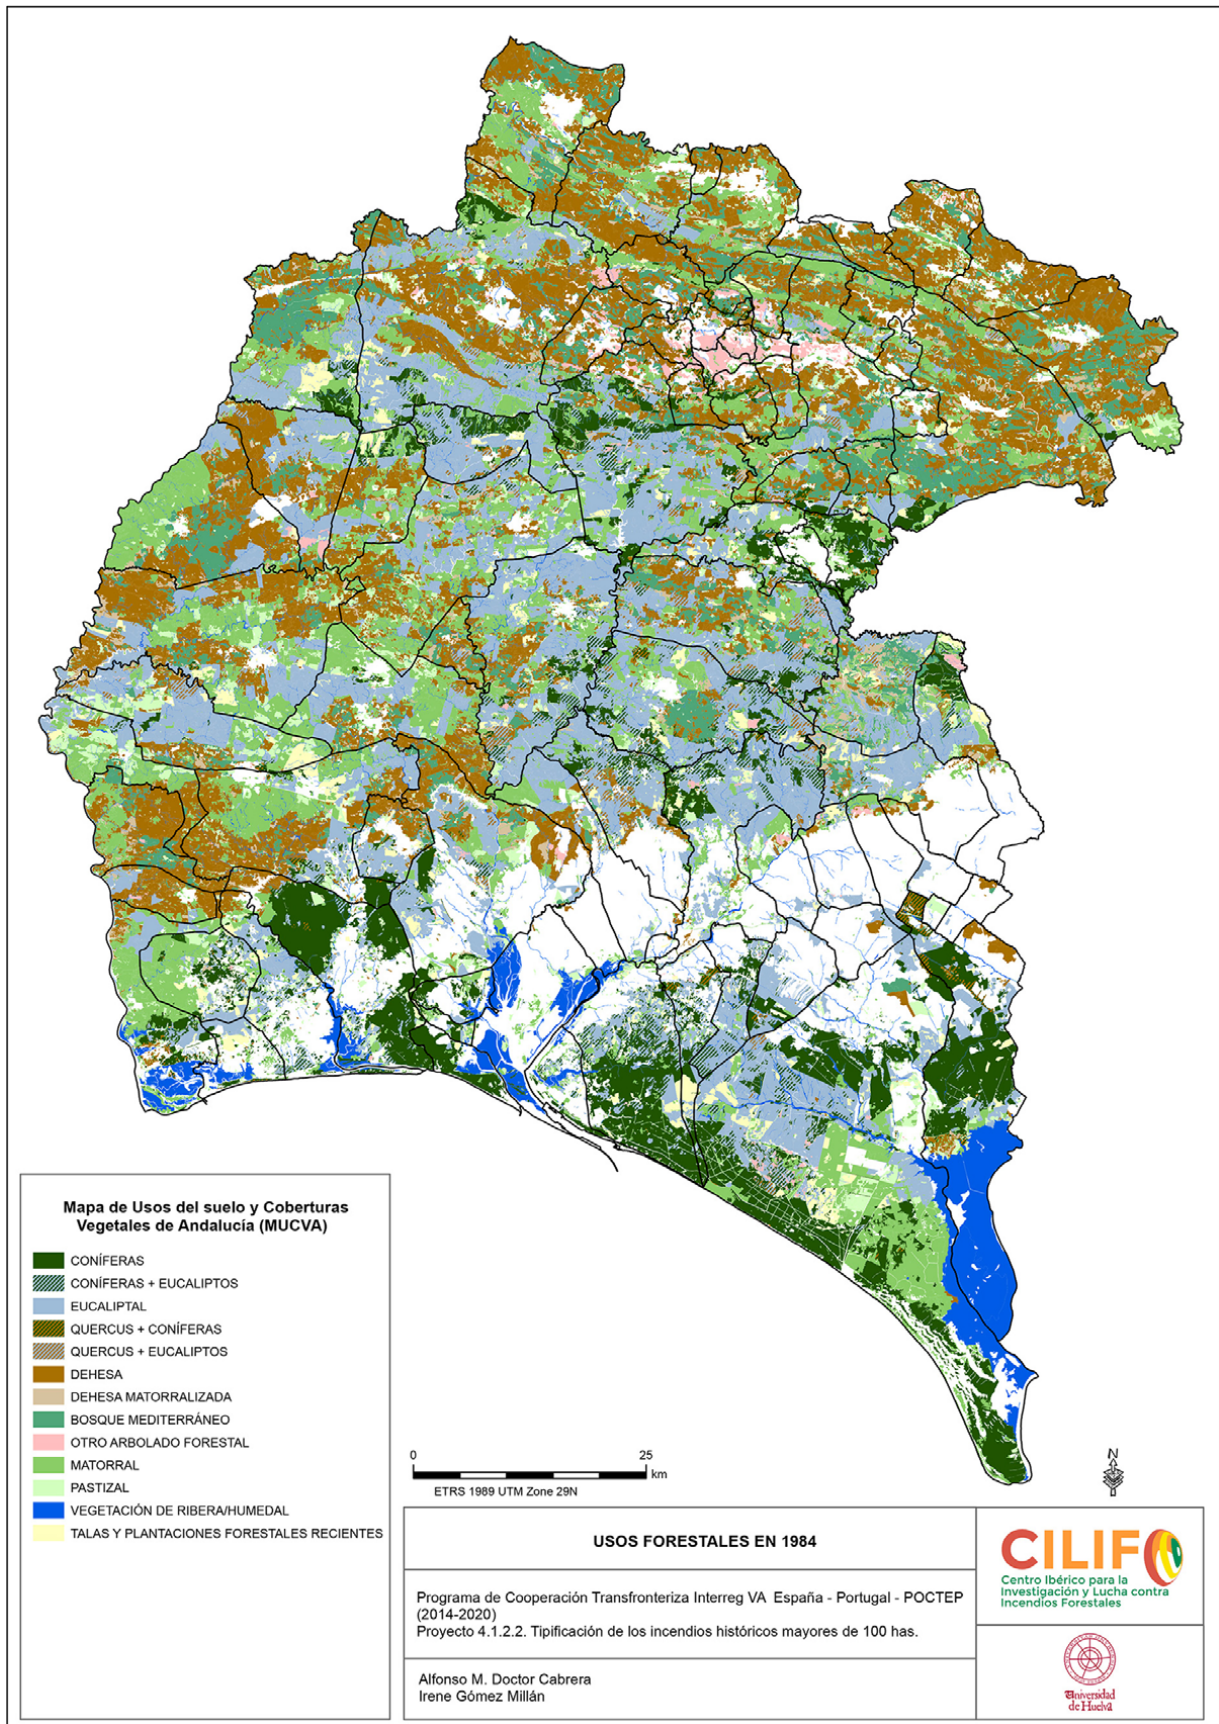 Mapa de Usos del suelo y Coberturas
Vegetales de Andalucía (MUCVA)
CONÍFERAS
CONÍFERAS + EUCALIPTOS
EUCALIPTAL
QUERCUS + CONÍFERAS
QUERCUS + EUCALIPTOS
DEHESA
DEHESA MATORRALIZADA
BOSQUE MEDITERRÁNEO
OTRO ARBOLADO FORESTAL
MATORRAL
PASTIZAL
VEGETACIÓN DE RIBERA/HUMEDAL
TALAS Y PLANTACIONES FORESTALES RECIENTES
0 25
km
ETRS 1989 UTM Zone 29N
N
USOS FORESTALES EN 1984
Programa de Cooperación Transfronteriza Interreg VA España - Portugal - POCTEP
(2014-2020)
Proyecto 4.1.2.2. Tipificación de los incendios históricos mayores de 100 has.
Alfonso M. Doctor Cabrera
Irene Gómez Millán
CILIFO
Centro Ibérico para la
Investigación y Lucha contra
Incendios Forestales
Universidad
de Huelva